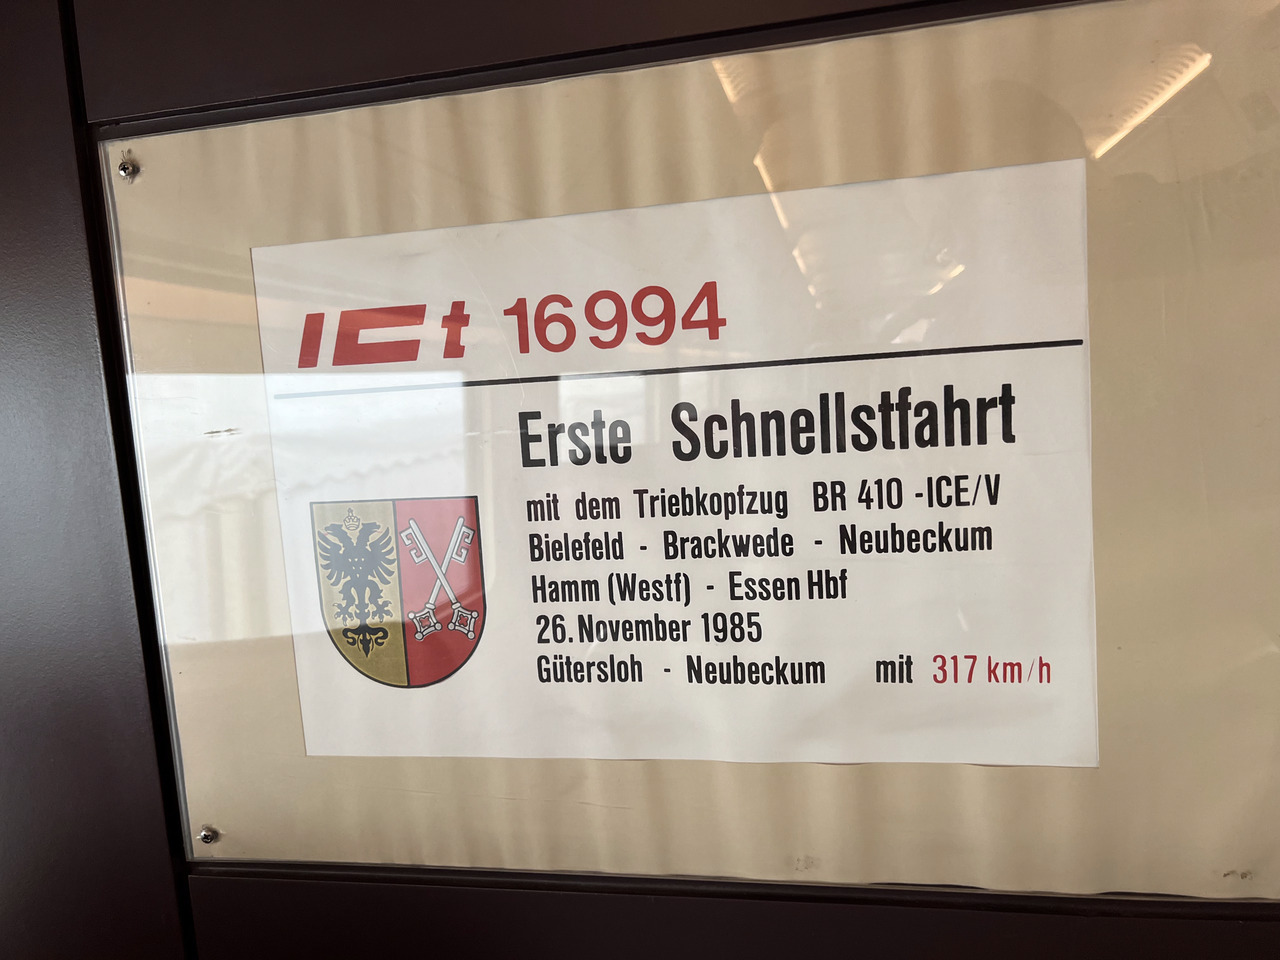 ICt 16994
Erste Schnellstfahrt
mit dem Triebkopfzug BR 410 -ICE/V
Bielefeld - Brackwede - Neubeckum
Hamm (Westf) - Essen Hbf
26. November 1985
Gütersloh - Neubeckum mit 317 km/h